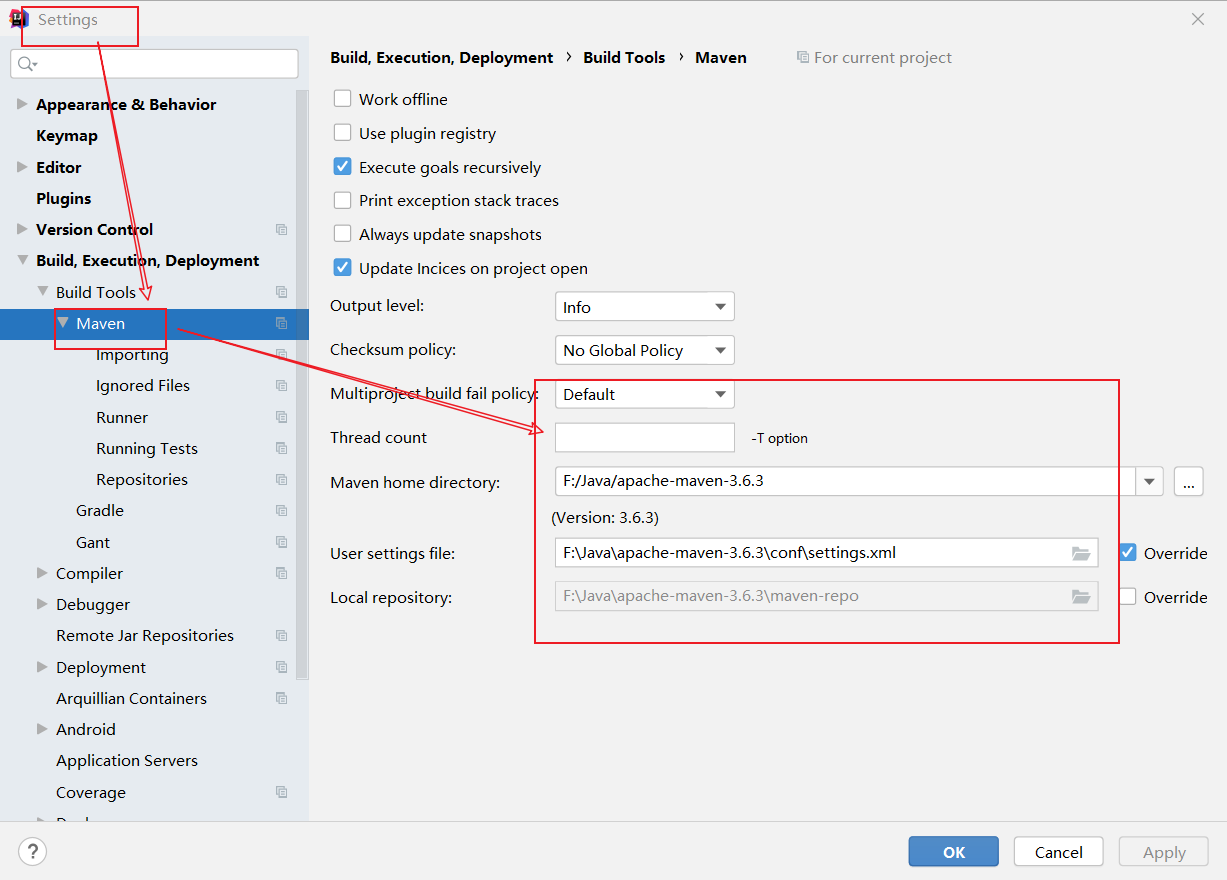 Settings
Build, Execution, Deployment › Build Tools › Maven For current project
Appearance & Behavior
Keymap
Editor
Plugins
Version Control
Build, Execution, Deployment
Build Tools
Maven
Importing
Ignored Files
Runner
Running Tests
Repositories
Gradle
Gant
Compiler
Debugger
Remote Jar Repositories
Deployment
Arquillian Containers
Android
Application Servers
Coverage
Work offline
Use plugin registry
Execute goals recursively
Print exception stack traces
Always update snapshots
Update Incices on project open
Output level: Info
Checksum policy: No Global Policy
Multiproject build fail policy: Default
Thread count -T option
Maven home directory: F:/Java/apache-maven-3.6.3 ...
(Version: 3.6.3)
User settings file: F:\Java\apache-maven-3.6.3\conf\settings.xml Override
Local repository: F:\Java\apache-maven-3.6.3\maven-repo Override
? OK Cancel Apply